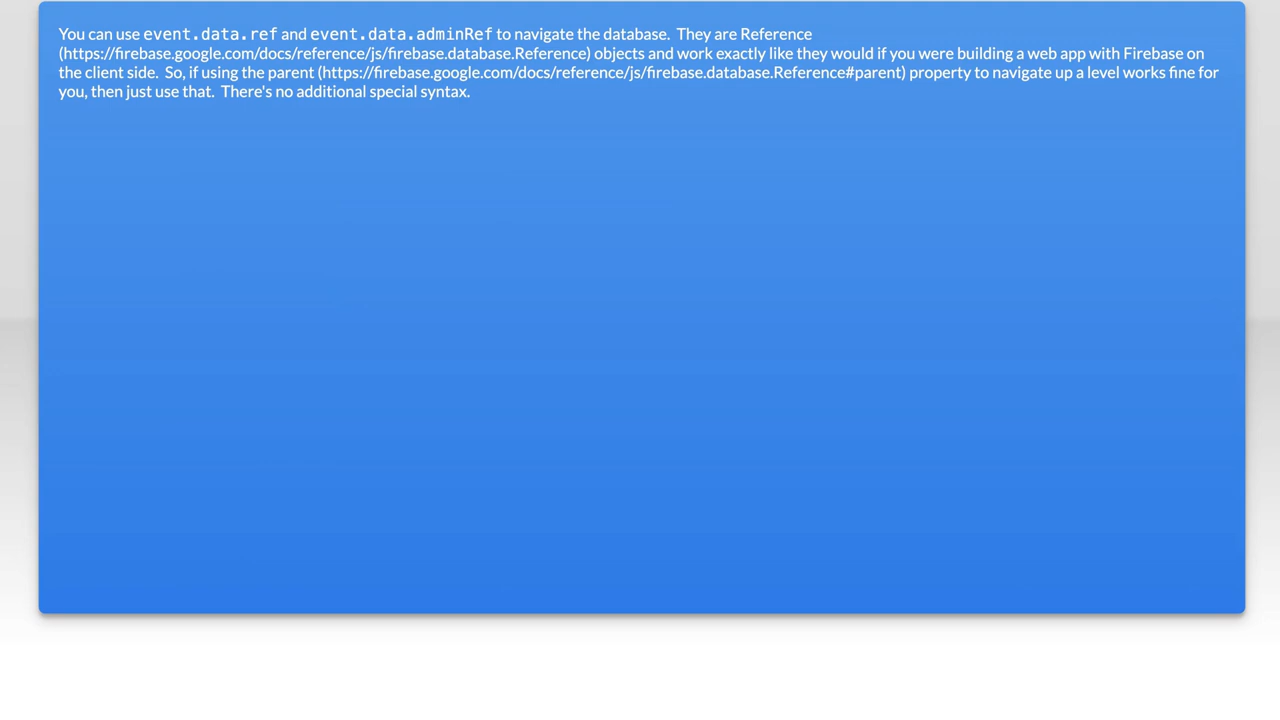 You can use event.data.ref and event.data.adminRef to navigate the database.  They are Reference
(https://firebase.google.com/docs/reference/js/firebase.database.Reference) objects and work exactly like they would if you were building a web app with Firebase on
the client side.  So, if using the parent (https://firebase.google.com/docs/reference/js/firebase.database.Reference#parent) property to navigate up a level works fine for
you, then just use that.  There's no additional special syntax.